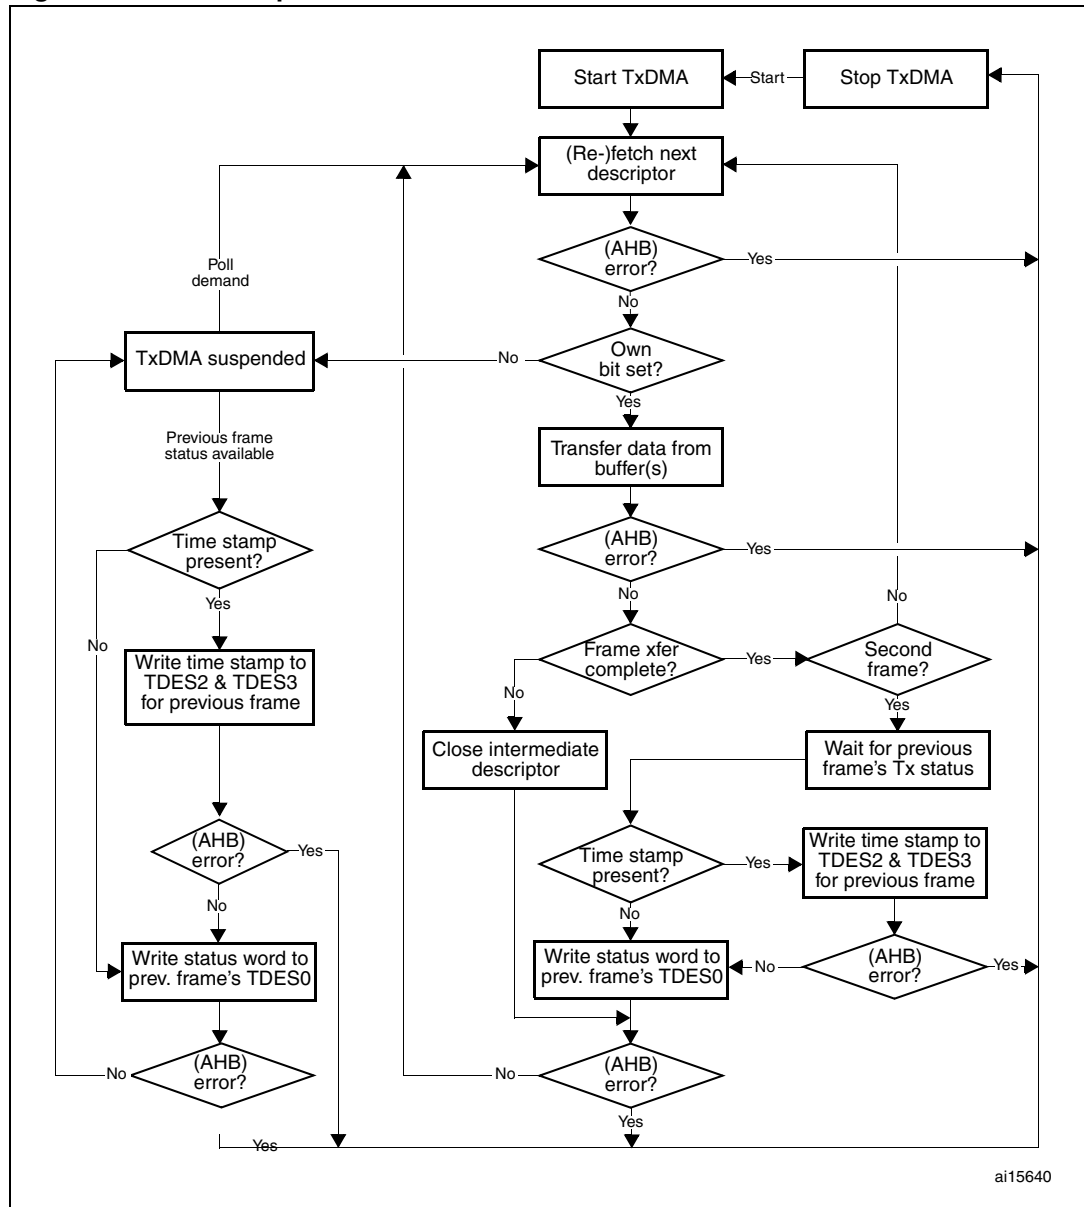 Start TxDMA
Start
Stop TxDMA
(Re-)fetch next
descriptor
(AHB)
error?
Yes
No
Poll
demand
TxDMA suspended
No
Own
bit set?
Yes
Previous frame
status available
Transfer data from
buffer(s)
Time stamp
present?
(AHB)
error?
Yes
No
Yes
No
No
Write time stamp to
TDES2 & TDES3
for previous frame
Frame xfer
complete?
Yes
Second
frame?
No
Yes
Close intermediate
descriptor
Wait for previous
frame's Tx status
(AHB)
error?
Yes
No
Time stamp
present?
Yes
Write time stamp to
TDES2 & TDES3
for previous frame
No
Write status word to
prev. frame's TDES0
Write status word to
prev. frame's TDES0
No
(AHB)
error?
Yes
No
(AHB)
error?
No
(AHB)
error?
Yes
Yes
ai15640